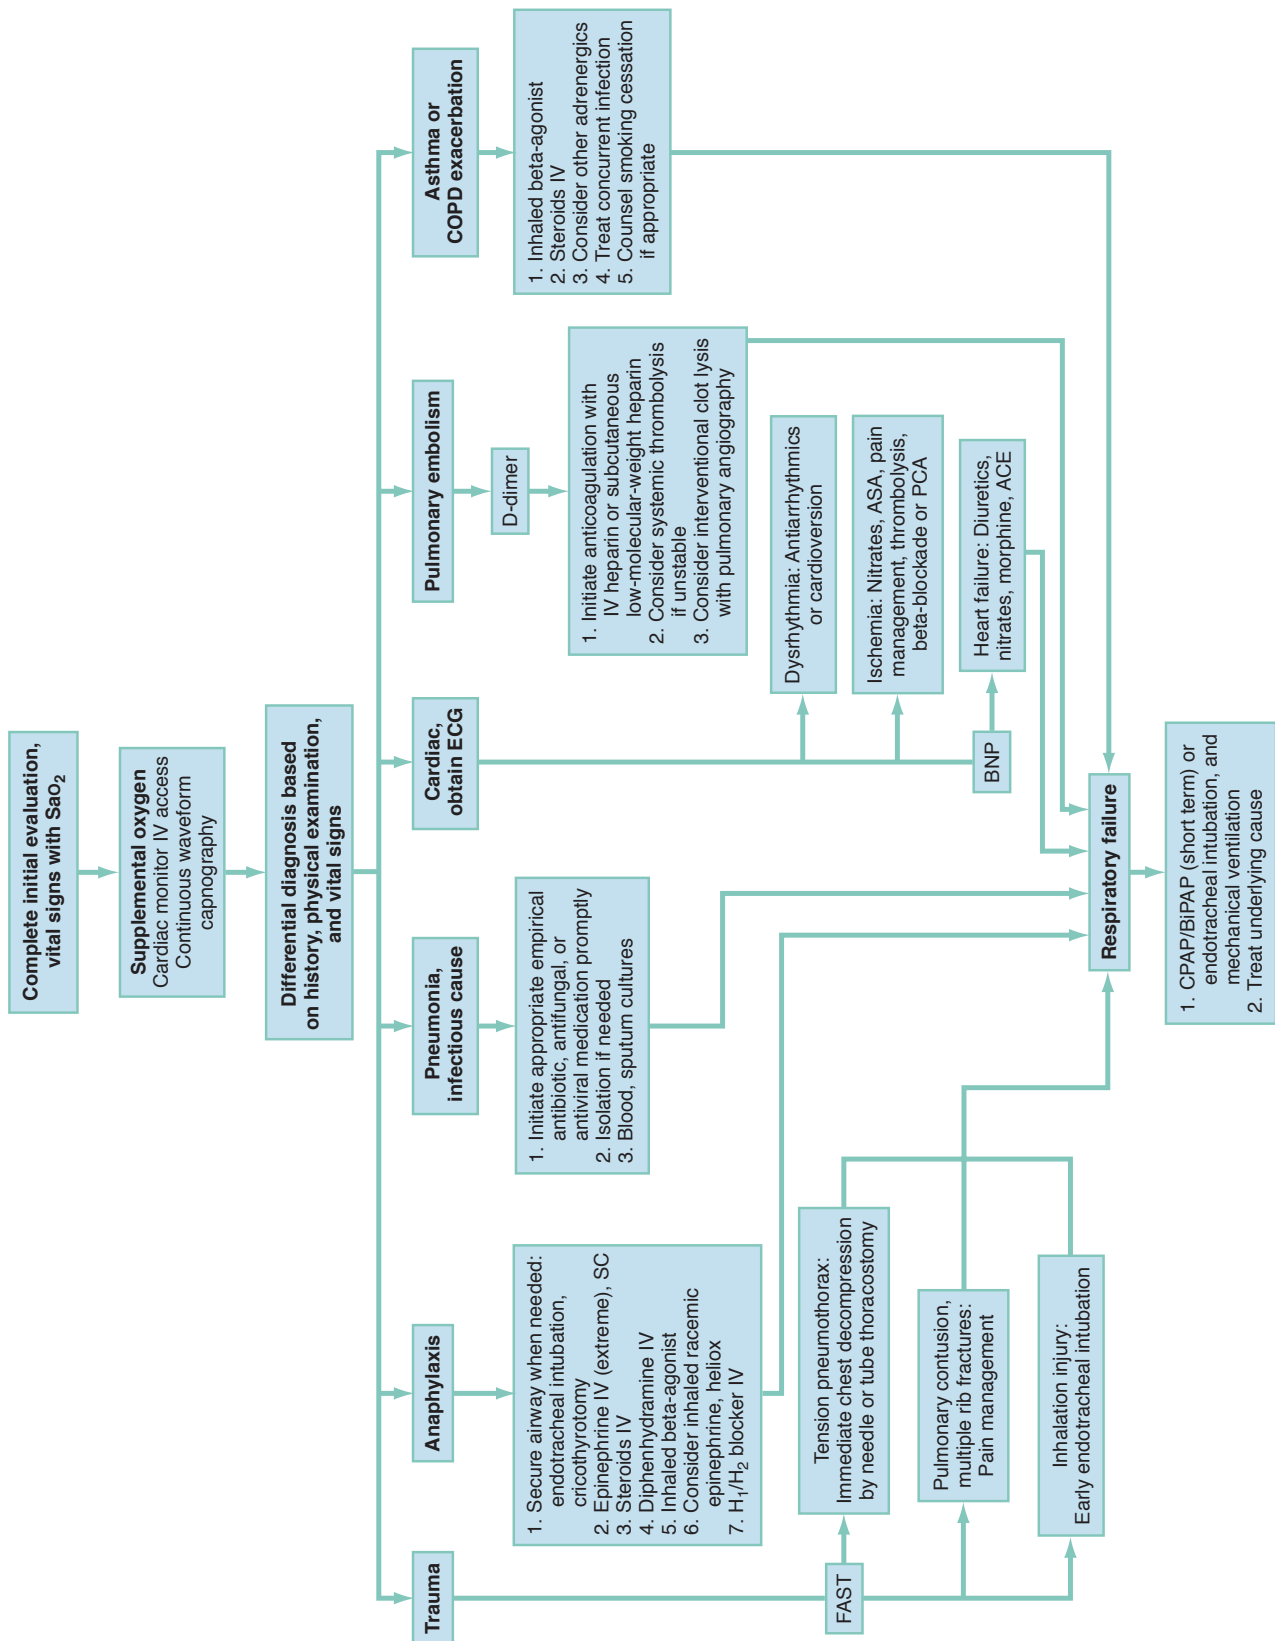 Complete initial evaluation,
vital signs with SaO2
Supplemental oxygen
Cardiac monitor IV access
Continuous waveform
capnography
Differential diagnosis based
on history, physical examination,
and vital signs
Trauma
FAST
Tension pneumothorax:
Immediate chest decompression
by needle or tube thoracostomy
Pulmonary contusion,
multiple rib fractures:
Pain management
Inhalation injury:
Early endotracheal intubation
Anaphylaxis
1. Secure airway when needed:
endotracheal intubation,
cricothyrotomy
2. Epinephrine IV (extreme), SC
3. Steroids IV
4. Diphenhydramine IV
5. Inhaled beta-agonist
6. Consider inhaled racemic
epinephrine, heliox
7. H1/H2 blocker IV
Pneumonia,
infectious cause
1. Initiate appropriate empirical
antibiotic, antifungal, or
antiviral medication promptly
2. Isolation if needed
3. Blood, sputum cultures
Cardiac,
obtain ECG
Dysrhythmia: Antiarrhythmics
or cardioversion
Ischemia: Nitrates, ASA, pain
management, thrombolysis,
beta-blockade or PCA
BNP
Heart failure: Diuretics,
nitrates, morphine, ACE
Pulmonary embolism
D-dimer
1. Initiate anticoagulation with
IV heparin or subcutaneous
low-molecular-weight heparin
2. Consider systemic thrombolysis
if unstable
3. Consider interventional clot lysis
with pulmonary angiography
Asthma or
COPD exacerbation
1. Inhaled beta-agonist
2. Steroids IV
3. Consider other adrenergics
4. Treat concurrent infection
5. Counsel smoking cessation
if appropriate
Respiratory failure
1. CPAP/BiPAP (short term) or
endotracheal intubation, and
mechanical ventilation
2. Treat underlying cause